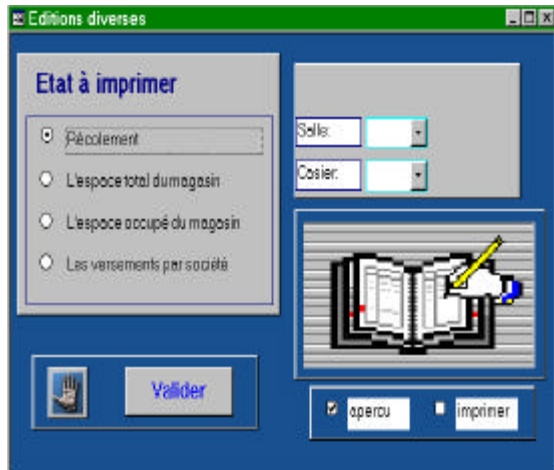 Editions diverses
Etat à imprimer
Récolement
L'espace total du magasin
L'espace occupé du magasin
Les versements par société
Salle:
Casier:
Valider
apercu
imprimer